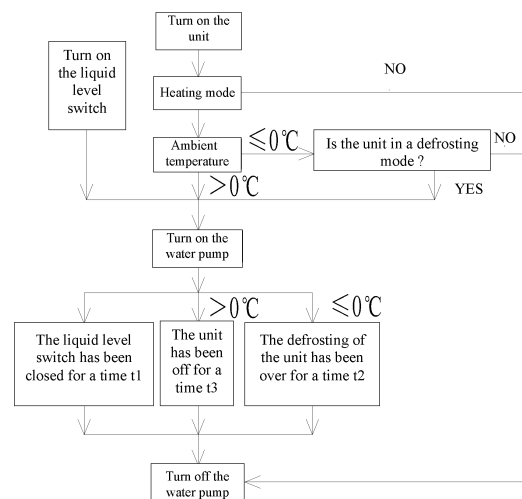 Turn on the
unit
Turn on
the liquid
level
switch
NO
Heating mode
Ambient
temperature
≤0℃
Is the unit in a defrosting
mode ?
NO
>0℃
YES
Turn on the
water pump
>0℃
≤0℃
The liquid level
switch has been
closed for a time t1
The unit
has been
off for a
time t3
The defrosting of
the unit has been
over for a time t2
Turn off the
water pump